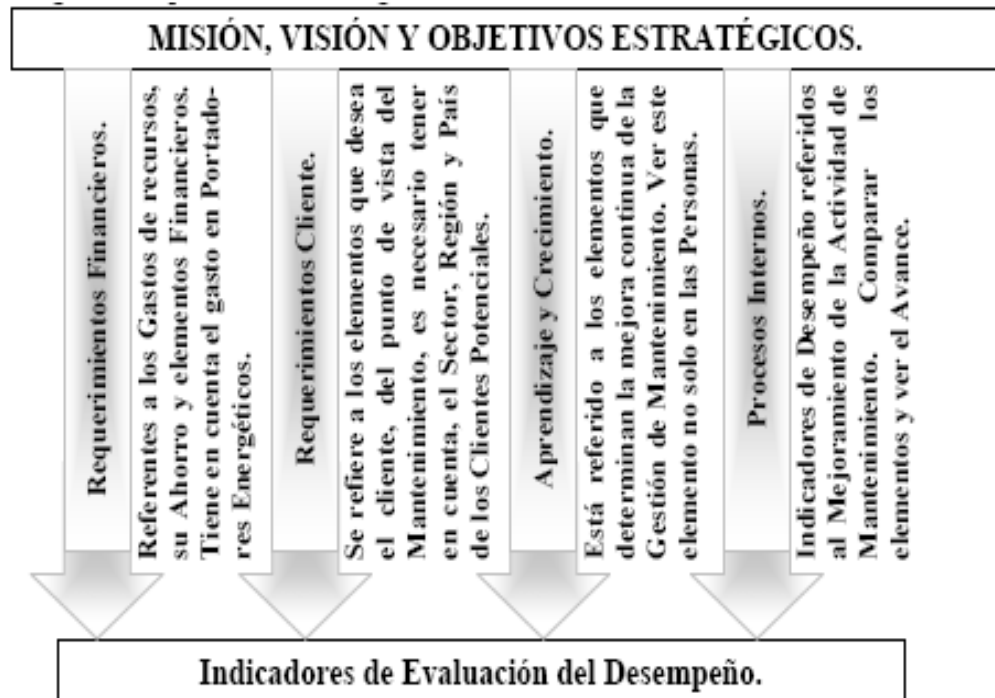 MISIÓN, VISIÓN Y OBJETIVOS ESTRATÉGICOS.
Requerimientos Financieros.
Referentes a los Gastos de recursos,
su Ahorro y elementos Financieros.
Tiene en cuenta el gasto en Portado-
res Energéticos.
Requerimientos Cliente.
Se refiere a los elementos que desea
el cliente, del punto de vista del
Mantenimiento, es necesario tener
en cuenta, el Sector, Región y País
de los Clientes Potenciales.
Aprendizaje y Crecimiento.
Está referido a los elementos que
determinan la mejora continua de la
Gestión de Mantenimiento. Ver este
elemento no solo en las Personas.
Procesos Internos.
Indicadores de Desempeño referidos
al Mejoramiento de la Actividad de
Mantenimiento. Comparar los
elementos y ver el Avance.
Indicadores de Evaluación del Desempeño.